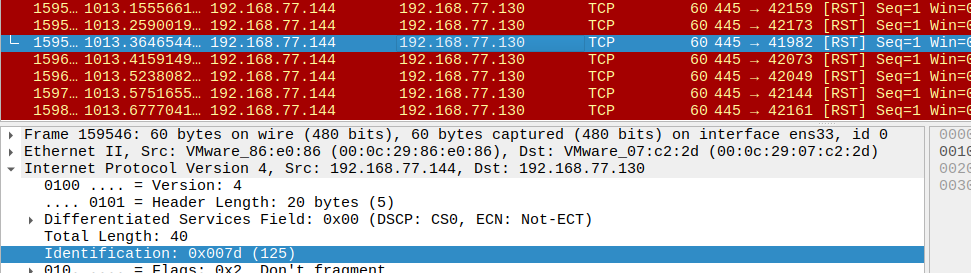 1595… 1013.1555661… 192.168.77.144 192.168.77.130 TCP 60 445 → 42159 [RST] Seq=1 Win=0
1595… 1013.2590019… 192.168.77.144 192.168.77.130 TCP 60 445 → 42173 [RST] Seq=1 Win=0
1595… 1013.3646544… 192.168.77.144 192.168.77.130 TCP 60 445 → 41982 [RST] Seq=1 Win=0
1596… 1013.4159149… 192.168.77.144 192.168.77.130 TCP 60 445 → 42073 [RST] Seq=1 Win=0
1596… 1013.5238082… 192.168.77.144 192.168.77.130 TCP 60 445 → 42049 [RST] Seq=1 Win=0
1597… 1013.5751655… 192.168.77.144 192.168.77.130 TCP 60 445 → 42144 [RST] Seq=1 Win=0
1598… 1013.6777041… 192.168.77.144 192.168.77.130 TCP 60 445 → 42161 [RST] Seq=1 Win=0
Frame 159546: 60 bytes on wire (480 bits), 60 bytes captured (480 bits) on interface ens33, id 0 0000
Ethernet II, Src: VMware_86:e0:86 (00:0c:29:86:e0:86), Dst: VMware_07:c2:2d (00:0c:29:07:c2:2d) 0010
Internet Protocol Version 4, Src: 192.168.77.144, Dst: 192.168.77.130 0020
0100 .... = Version: 4 0030
.... 0101 = Header Length: 20 bytes (5)
Differentiated Services Field: 0x00 (DSCP: CS0, ECN: Not-ECT)
Total Length: 40
Identification: 0x007d (125)
010. .... = Flags: 0x2, Don't fragment